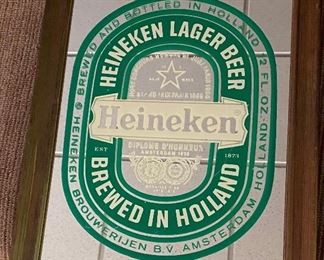 BREWED AND BOTTLED IN HOLLAND 12 FL. OZ.
HEINEKEN LAGER BEER
Heineken
DIPLOME D'HONNEUR
AMSTERDAM 1883
EST 1873
BREWED IN HOLLAND
HEINEKEN BROUWERIJEN B.V. AMSTERDAM HOLLAND